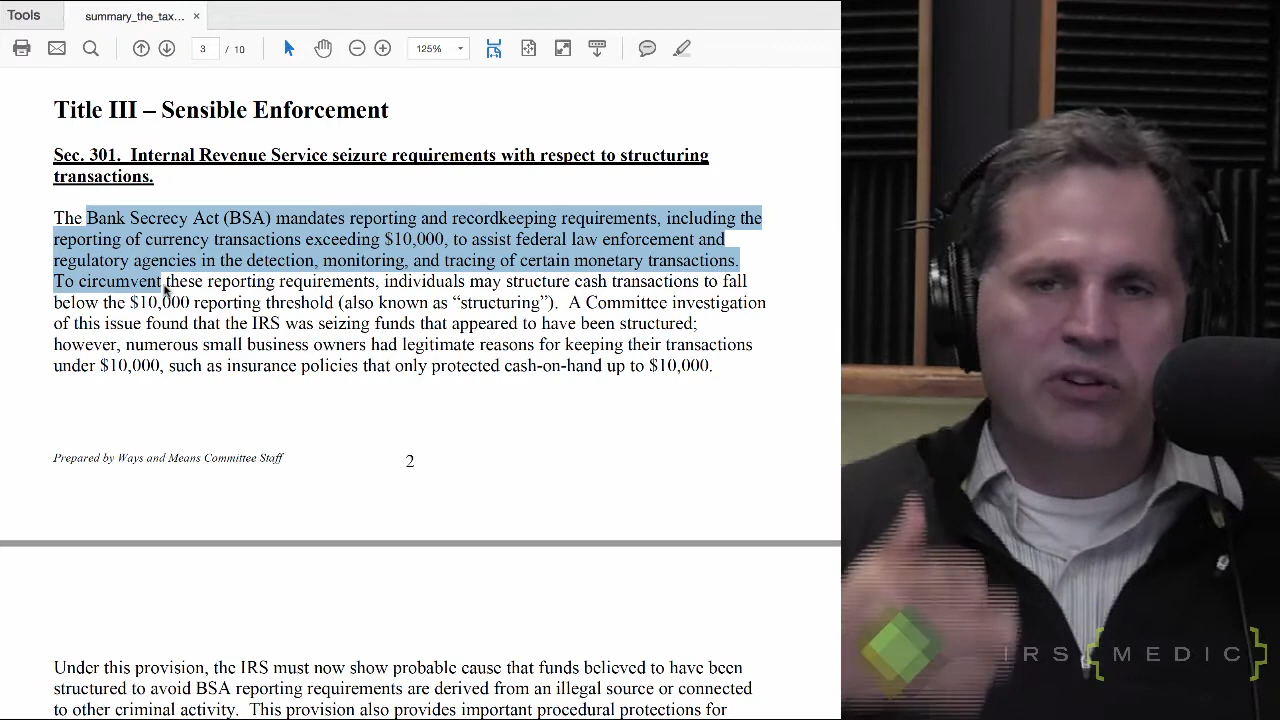 Tools
summary_the_tax... ×
3 / 10
125%
Title III – Sensible Enforcement
Sec. 301.  Internal Revenue Service seizure requirements with respect to structuring
transactions.
The Bank Secrecy Act (BSA) mandates reporting and recordkeeping requirements, including the
reporting of currency transactions exceeding $10,000, to assist federal law enforcement and
regulatory agencies in the detection, monitoring, and tracing of certain monetary transactions.
To circumvent these reporting requirements, individuals may structure cash transactions to fall
below the $10,000 reporting threshold (also known as “structuring”).  A Committee investigation
of this issue found that the IRS was seizing funds that appeared to have been structured;
however, numerous small business owners had legitimate reasons for keeping their transactions
under $10,000, such as insurance policies that only protected cash-on-hand up to $10,000.
Prepared by Ways and Means Committee Staff
2
Under this provision, the IRS must now show probable cause that funds believed to have been
structured to avoid BSA reporting requirements are derived from an illegal source or connected
to other criminal activity.  This provision also provides important procedural protections for
IRS{MEDIC}